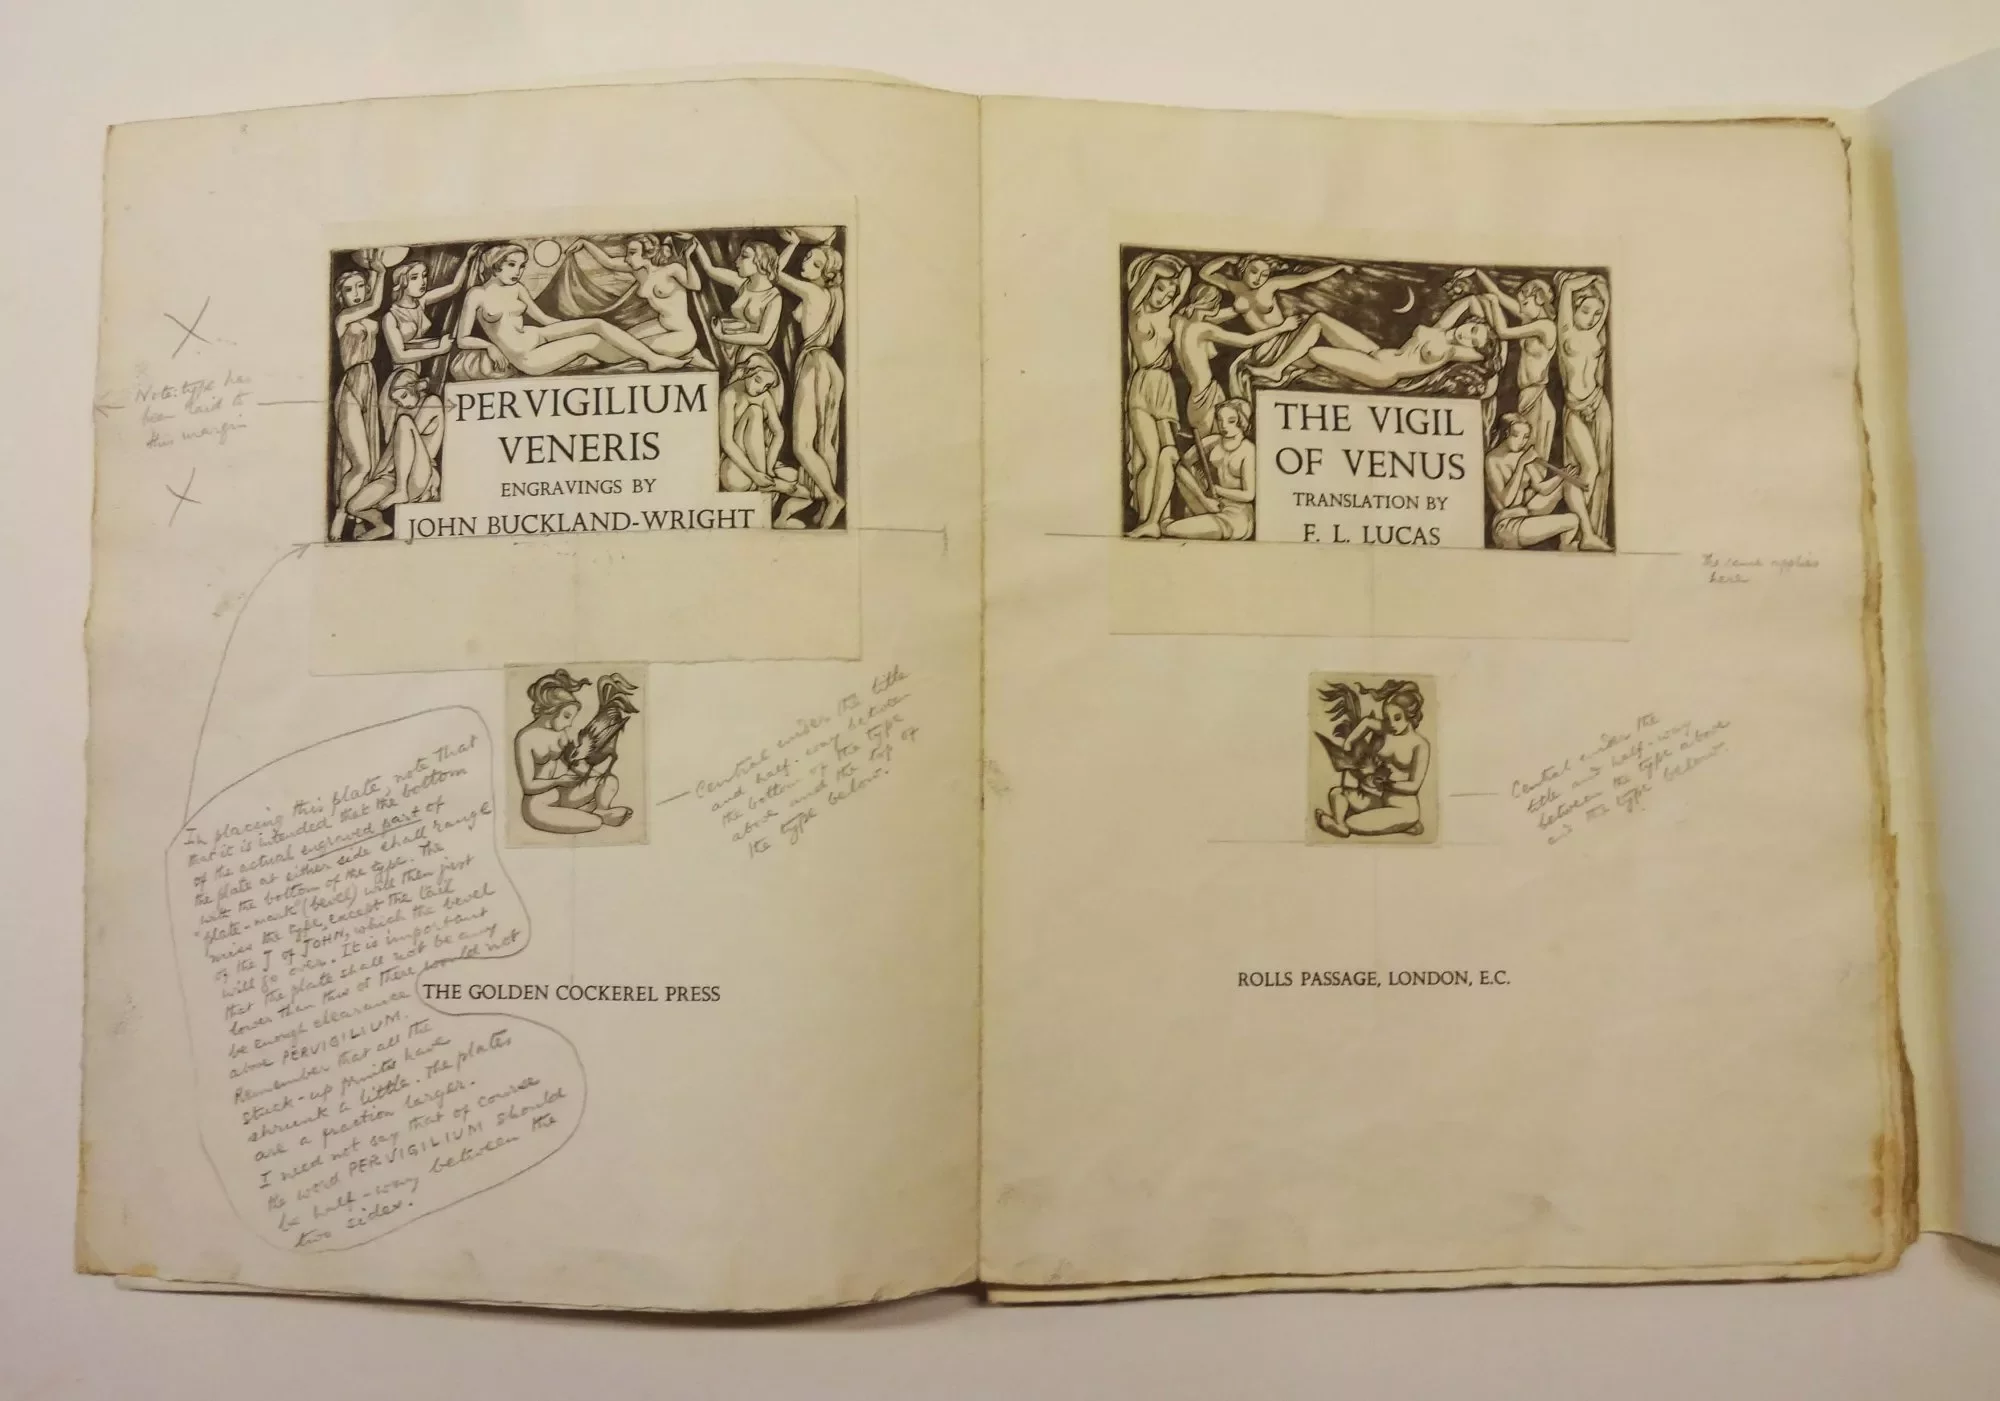 Note: type has
been laid to
this margin
PERVIGILIUM
VENERIS
ENGRAVINGS BY
JOHN BUCKLAND-WRIGHT
Central under the title
and half-way between
the bottom of the type
above and the top of
the type below.
In placing this plate, note that
that it is intended that the bottom
of the actual engraved part of
the plate at either side shall range
with the bottom of the type. The
"plate-mark" (bevel) will then just
miss the type, except the tail
of the J of JOHN, which the bevel
will go over. It is important
that the plate shall not be any
lower than this or there would not
be enough clearance
above PERVIGILIUM.
Remember that all the
stuck-up prints have
shrunk a little. The plates
are a fraction larger.
I need not say that of course
the word PERVIGILIUM should
be half-way between the
two sides.
THE GOLDEN COCKEREL PRESS
THE VIGIL
OF VENUS
TRANSLATION BY
F. L. LUCAS
The same applies
here
Central under the
title and half-way
between the type above
and the type below.
ROLLS PASSAGE, LONDON, E.C.